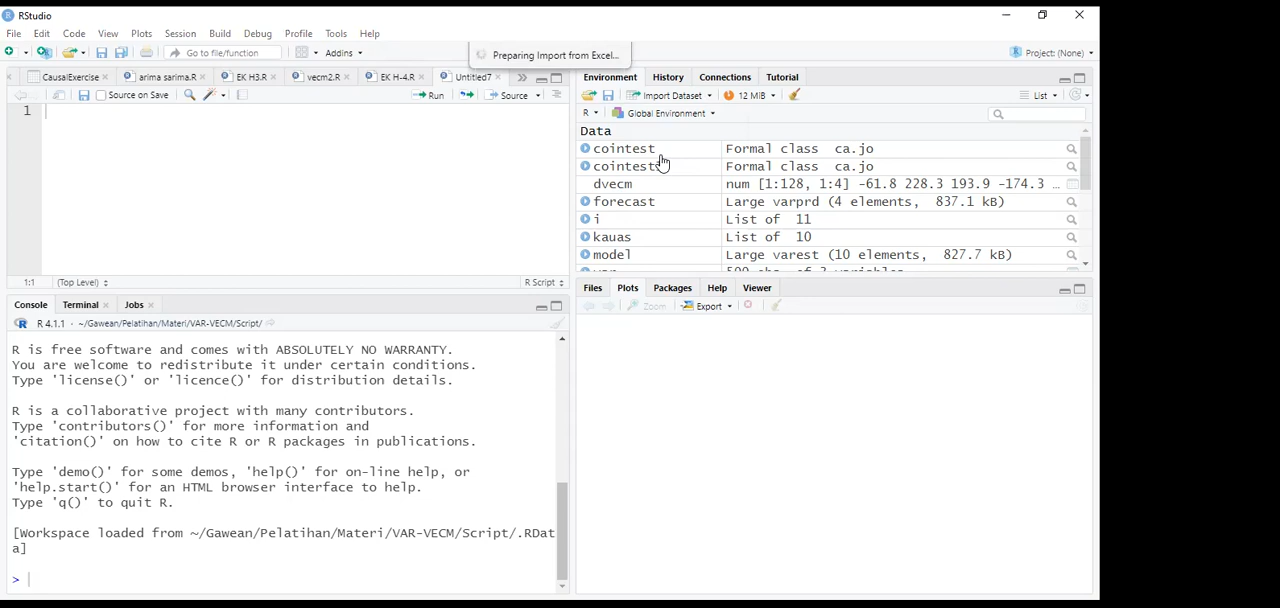 RStudio
File Edit Code View Plots Session Build Debug Profile Tools Help
Go to file/function Addins
Preparing Import from Excel...
Project: (None)
CausalExercise arima sarima.R EK H3.R vecm2.R EK H-4.R Untitled7
Source on Save Run Source
1
1:1 (Top Level) R Script
Console Terminal Jobs
R 4.1.1 · ~/Gawean/Pelatihan/Materi/VAR-VECM/Script/
R is free software and comes with ABSOLUTELY NO WARRANTY.
You are welcome to redistribute it under certain conditions.
Type 'license()' or 'licence()' for distribution details.
R is a collaborative project with many contributors.
Type 'contributors()' for more information and
'citation()' on how to cite R or R packages in publications.
Type 'demo()' for some demos, 'help()' for on-line help, or
'help.start()' for an HTML browser interface to help.
Type 'q()' to quit R.
[Workspace loaded from ~/Gawean/Pelatihan/Materi/VAR-VECM/Script/.RDat
a]
>
Environment History Connections Tutorial
Import Dataset 12 MiB List
R Global Environment
Data
cointest Formal class ca.jo
Formal class ca.jo
dvecm num [1:128, 1:4] -61.8 228.3 193.9 -174.3 ...
forecast Large varprd (4 elements, 837.1 kB)
i List of 11
kauas List of 10
model Large varest (10 elements, 827.7 kB)
Files Plots Packages Help Viewer
Zoom Export